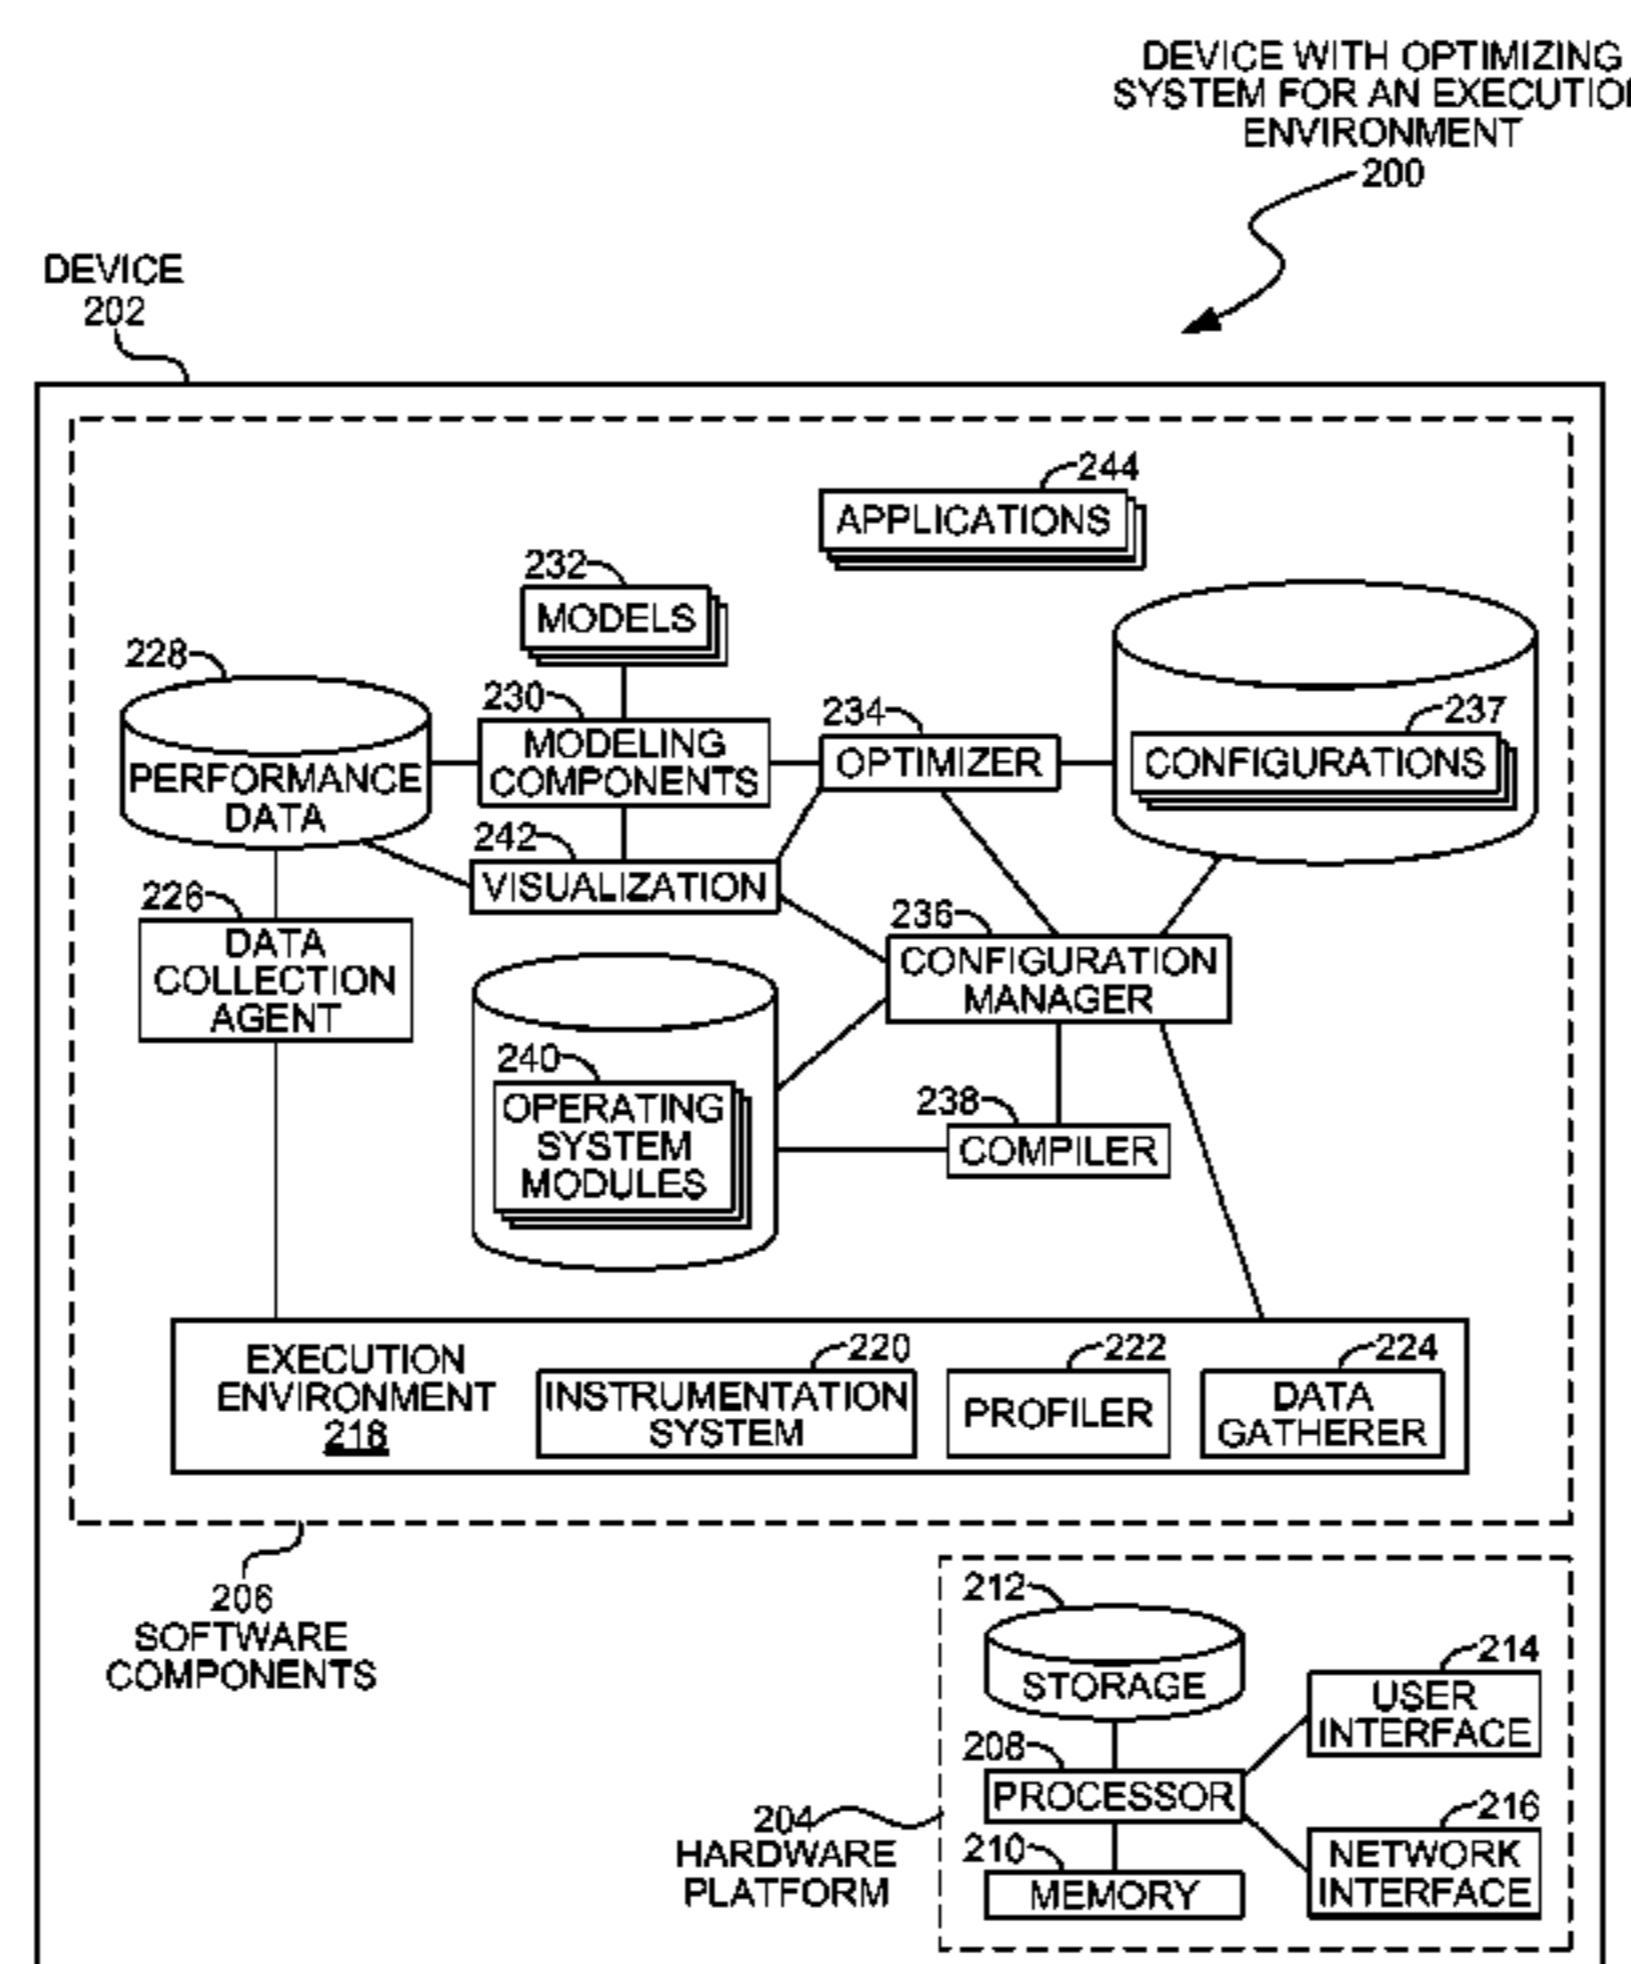 DEVICE WITH OPTIMIZING
SYSTEM FOR AN EXECUTIO
ENVIRONMENT
200
DEVICE
202
244
APPLICATIONS
232
MODELS
228
PERFORMANCE
DATA
230
MODELING
COMPONENTS
234
OPTIMIZER
237
CONFIGURATIONS
242
VISUALIZATION
226
DATA
COLLECTION
AGENT
236
CONFIGURATION
MANAGER
240
OPERATING
SYSTEM
MODULES
238
COMPILER
EXECUTION
ENVIRONMENT
218
220
INSTRUMENTATION
SYSTEM
222
PROFILER
224
DATA
GATHERER
206
SOFTWARE
COMPONENTS
212
STORAGE
214
USER
INTERFACE
208
PROCESSOR
204
HARDWARE
PLATFORM
210
MEMORY
216
NETWORK
INTERFACE